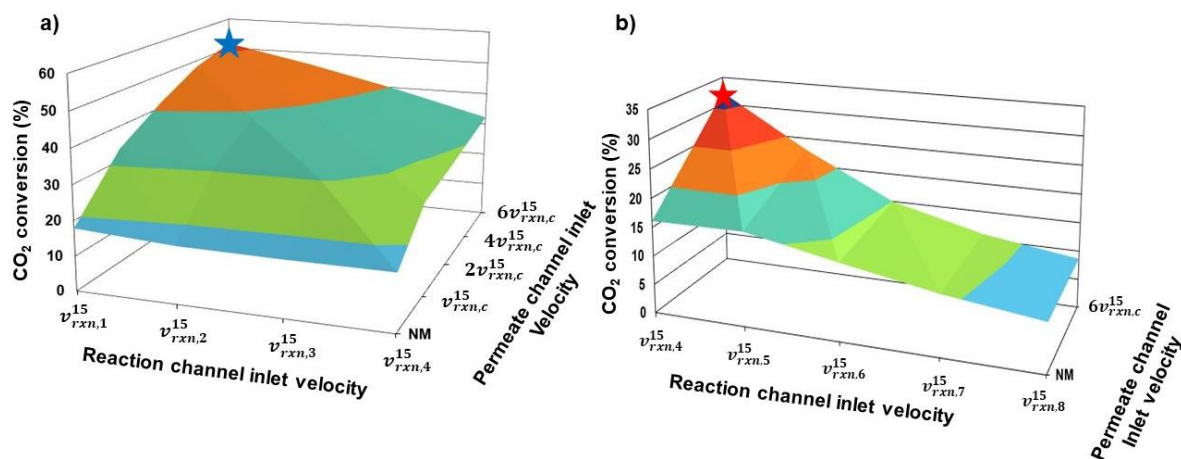 a)
CO₂ conversion (%)
60
50
40
30
20
10
0
v¹⁵rxn,1
v¹⁵rxn,2
v¹⁵rxn,3
v¹⁵rxn,4
Reaction channel inlet velocity
NM
v¹⁵rxn,c
2v¹⁵rxn,c
4v¹⁵rxn,c
6v¹⁵rxn,c
Permeate channel inlet
Velocity
b)
CO₂ conversion (%)
35
30
25
20
15
10
5
0
v¹⁵rxn,4
v¹⁵rxn,5
v¹⁵rxn,6
v¹⁵rxn,7
v¹⁵rxn,8
Reaction channel inlet velocity
NM
6v¹⁵rxn,c
Permeate channel
Inlet velocity